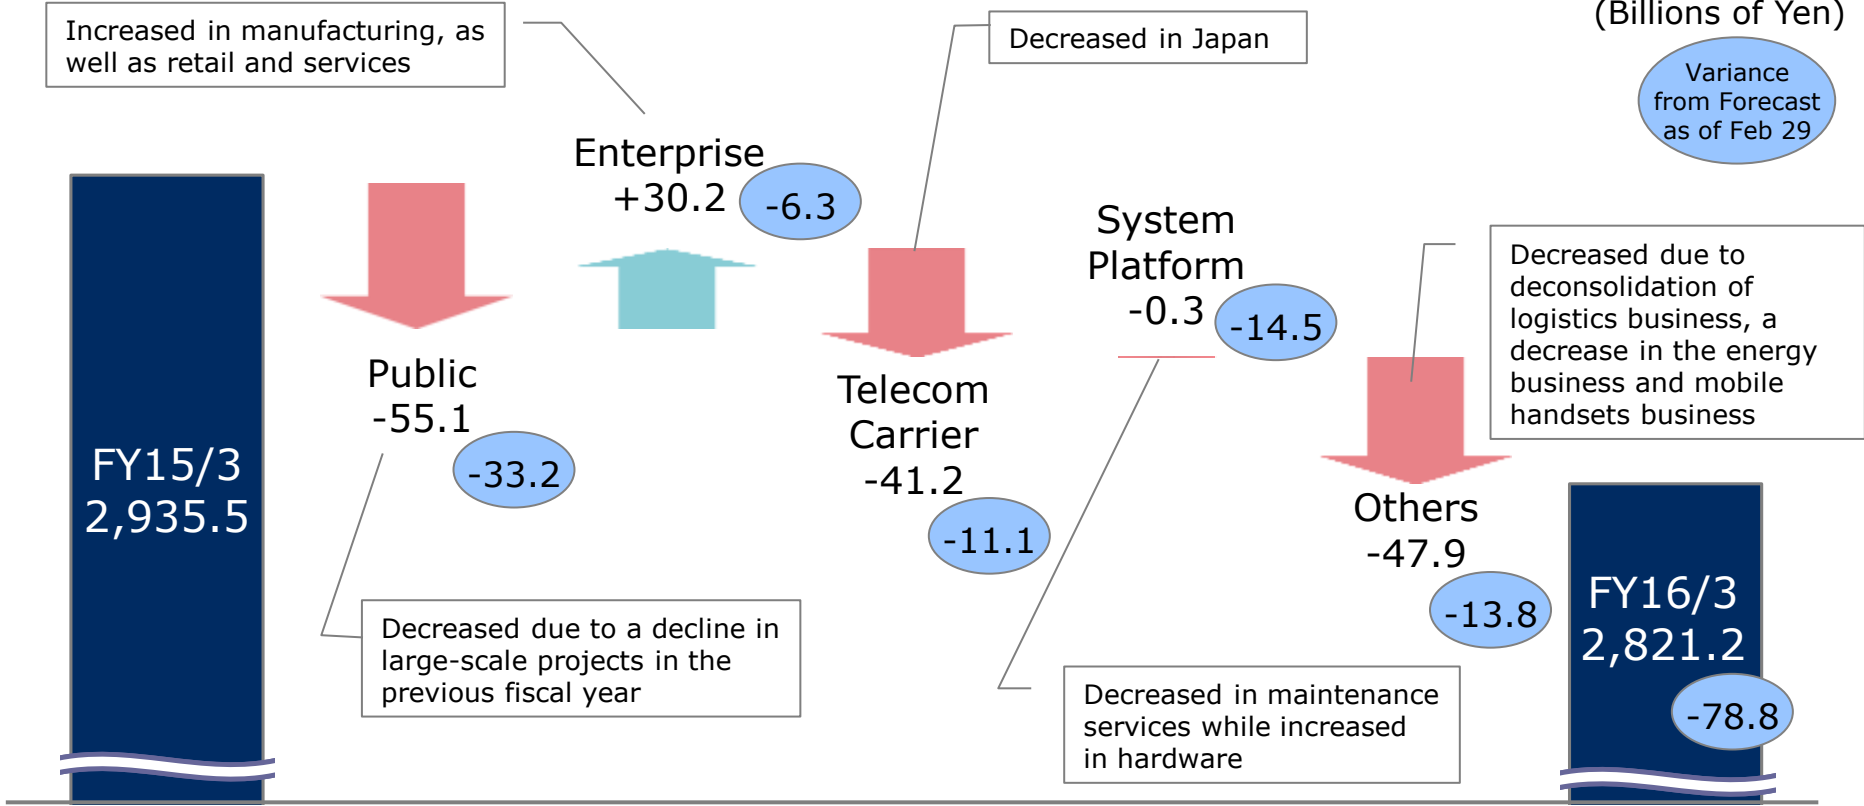 (Billions of Yen)
Variance
from Forecast
as of Feb 29
Increased in manufacturing, as
well as retail and services
Decreased in Japan
FY15/3
2,935.5
Public
-55.1
-33.2
Decreased due to a decline in
large-scale projects in the
previous fiscal year
Enterprise
+30.2
-6.3
Telecom
Carrier
-41.2
-11.1
System
Platform
-0.3
-14.5
Decreased in maintenance
services while increased
in hardware
Decreased due to
deconsolidation of
logistics business, a
decrease in the energy
business and mobile
handsets business
Others
-47.9
-13.8
FY16/3
2,821.2
-78.8